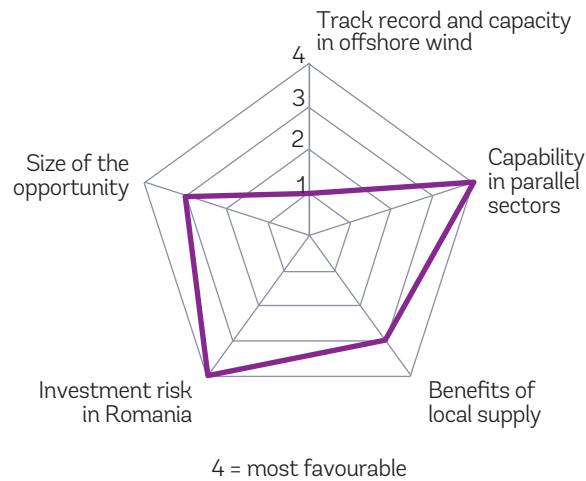 Track record and capacity
in offshore wind
4
3
2
1
Size of the
opportunity
Capability
in parallel
sectors
Investment risk
in Romania
Benefits of
local supply
4 = most favourable